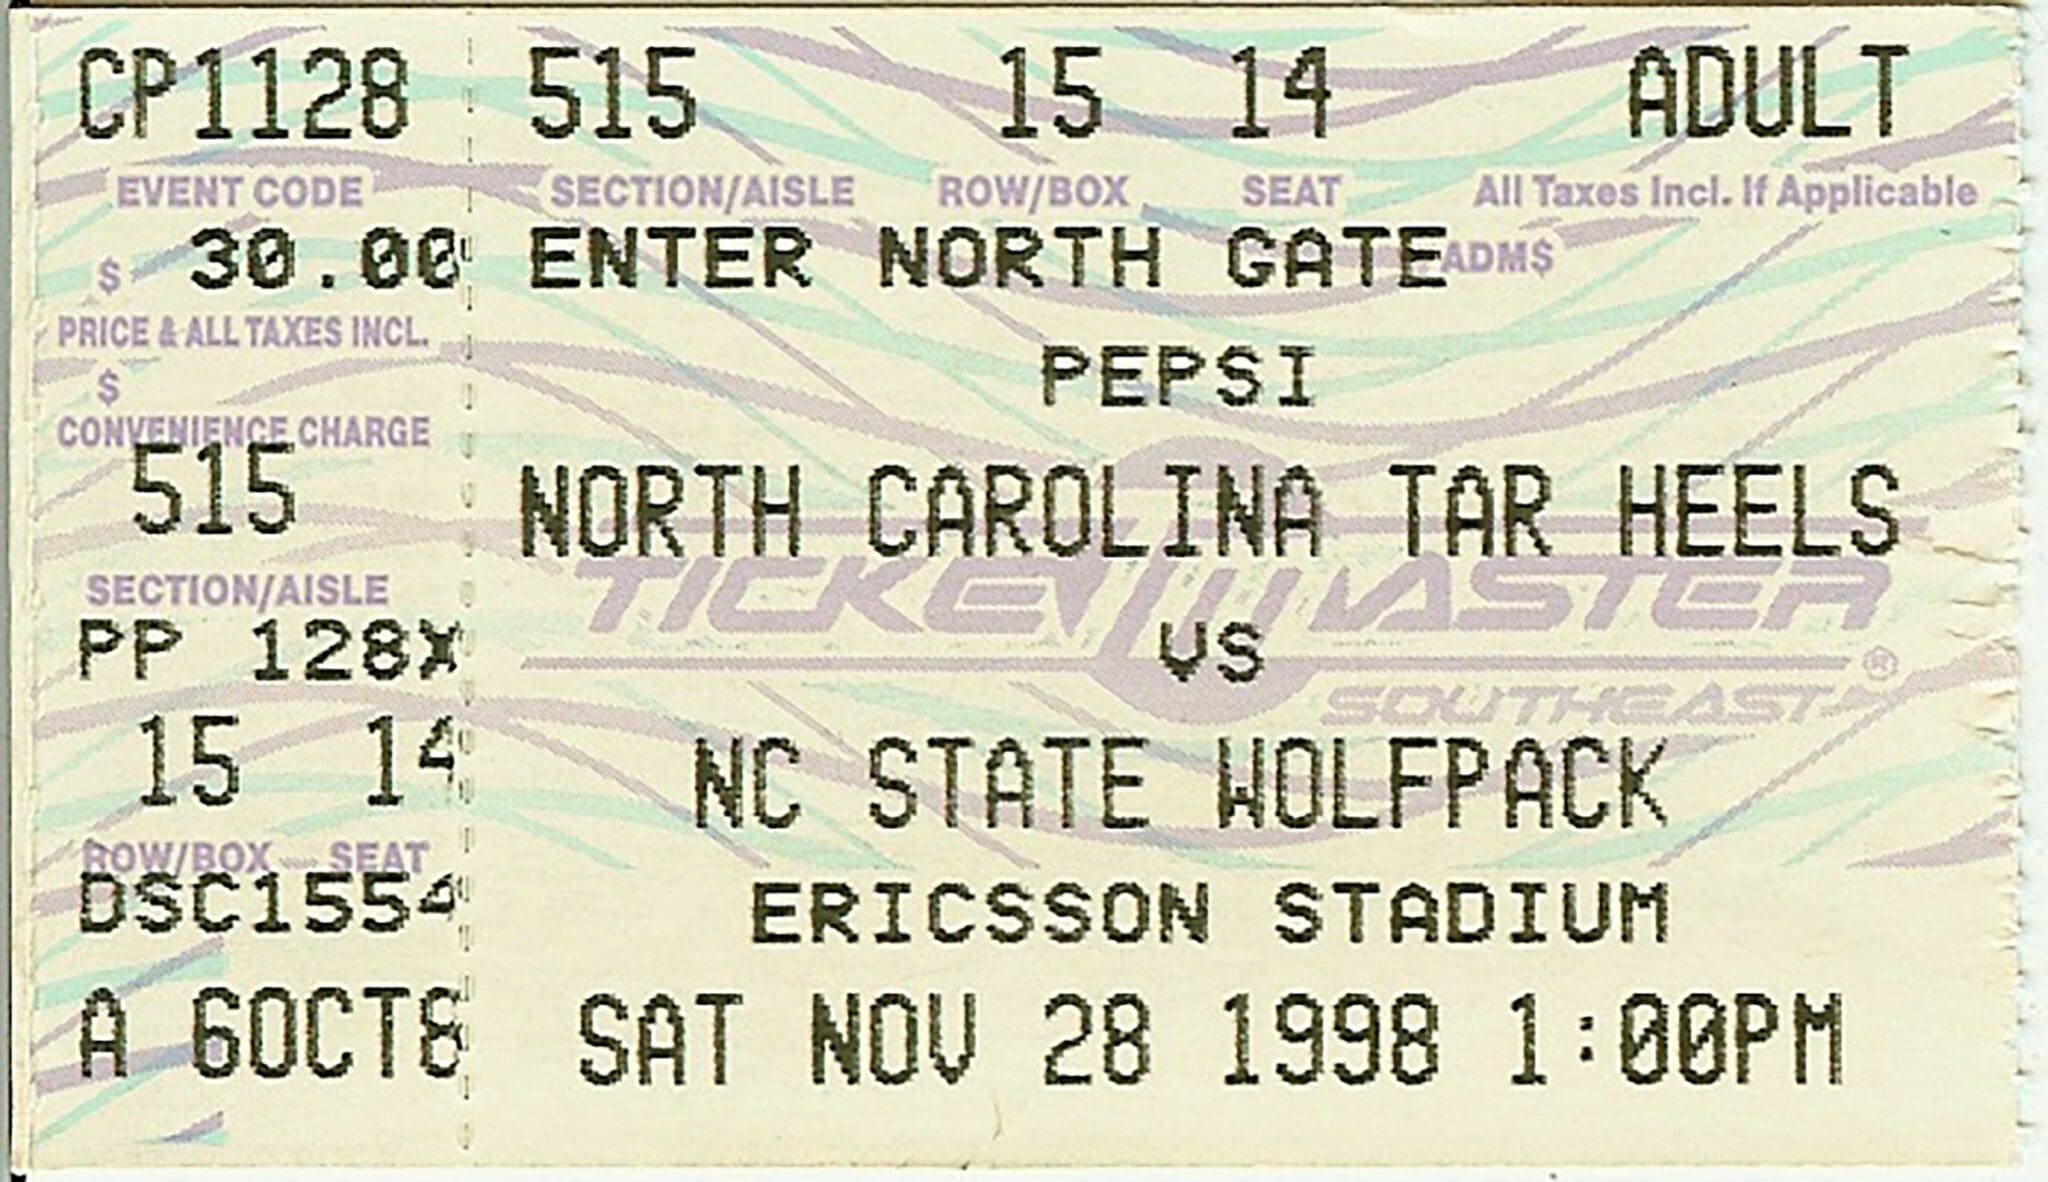 CP1128 515 15 14 ADULT
EVENT CODE SECTION/AISLE ROW/BOX SEAT All Taxes Incl. If Applicable
$ 30.00 ENTER NORTH GATE ADM$
PRICE & ALL TAXES INCL.
PEPSI
$
CONVENIENCE CHARGE
515 NORTH CAROLINA TAR HEELS
SECTION/AISLE TICKETMASTER ®
PP 128X VS
SOUTHEAST
15 14 NC STATE WOLFPACK
ROW/BOX — SEAT
DSC1554 ERICSSON STADIUM
A 6OCT8 SAT NOV 28 1998 1:00PM